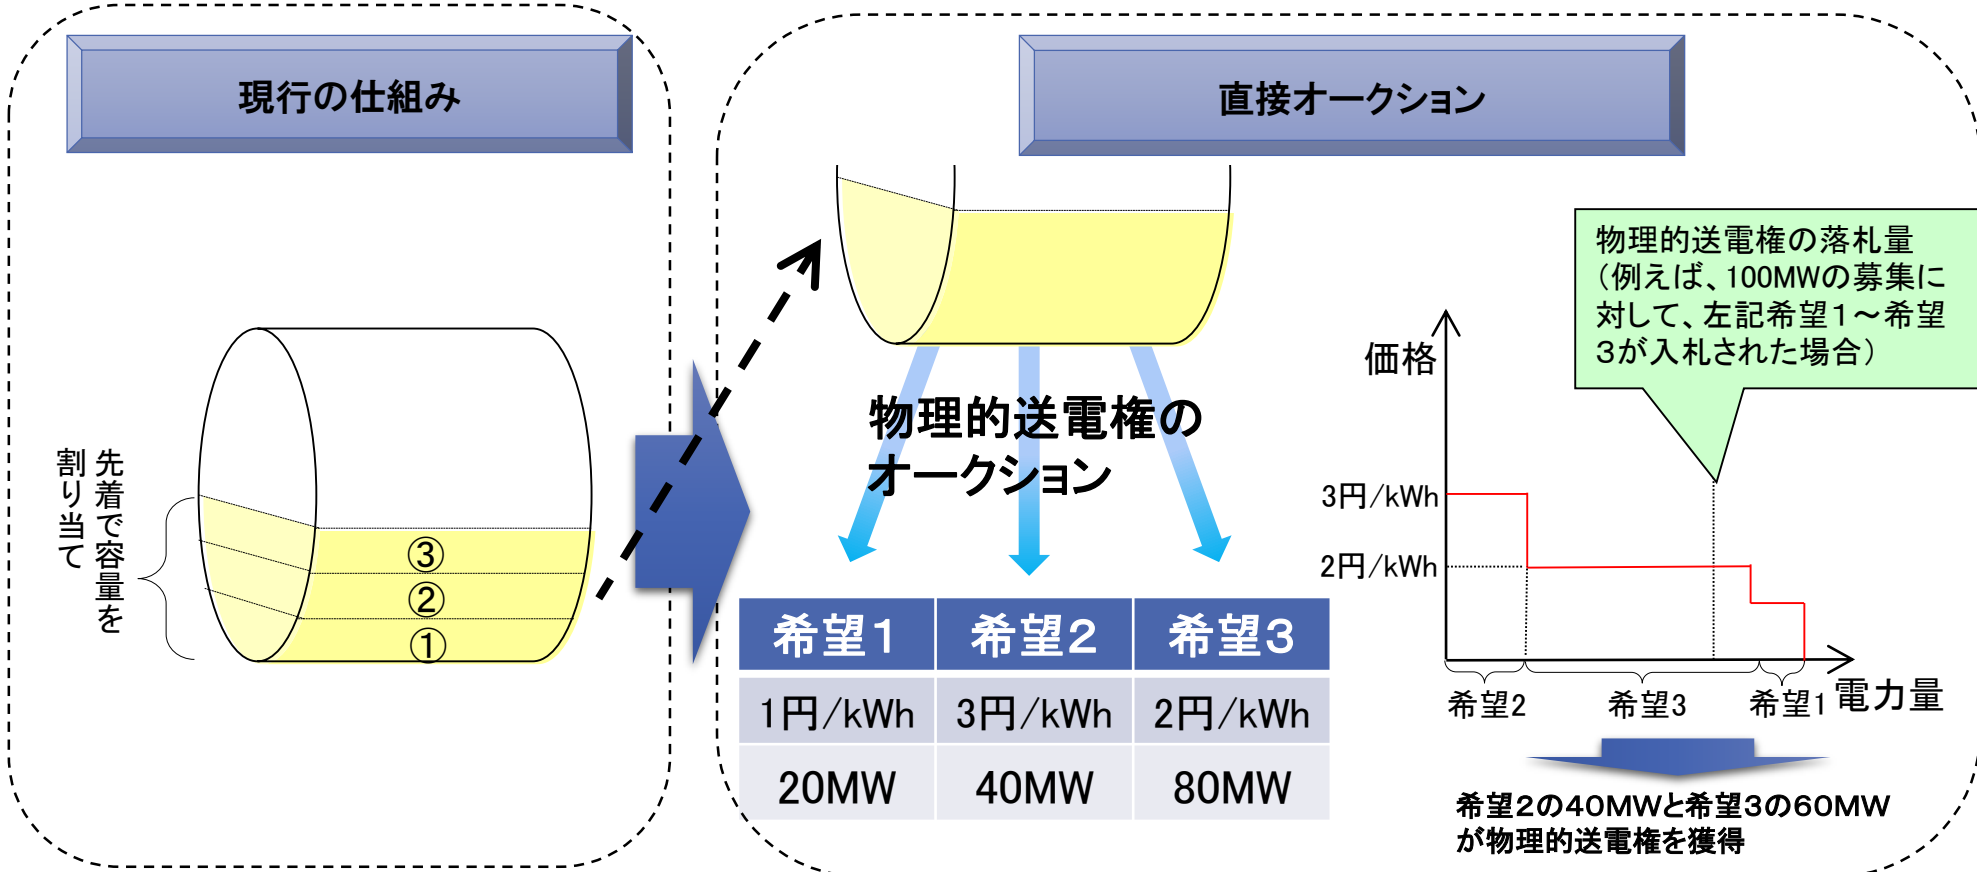 現行の仕組み
先着で容量を
割り当て
③
②
①
直接オークション
物理的送電権の
オークション
希望1 希望2 希望3
1円/kWh 3円/kWh 2円/kWh
20MW 40MW 80MW
物理的送電権の落札量
（例えば、100MWの募集に
対して、左記希望１～希望
３が入札された場合）
価格
3円/kWh
2円/kWh
希望2 希望3 希望1 電力量
希望2の40MWと希望3の60MW
が物理的送電権を獲得